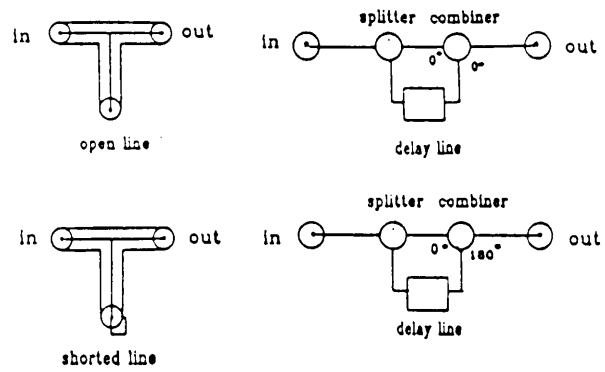 in out
open line
splitter combiner
in out
0° 0°
delay line
in out
shorted line
splitter combiner
in out
0° 180°
delay line